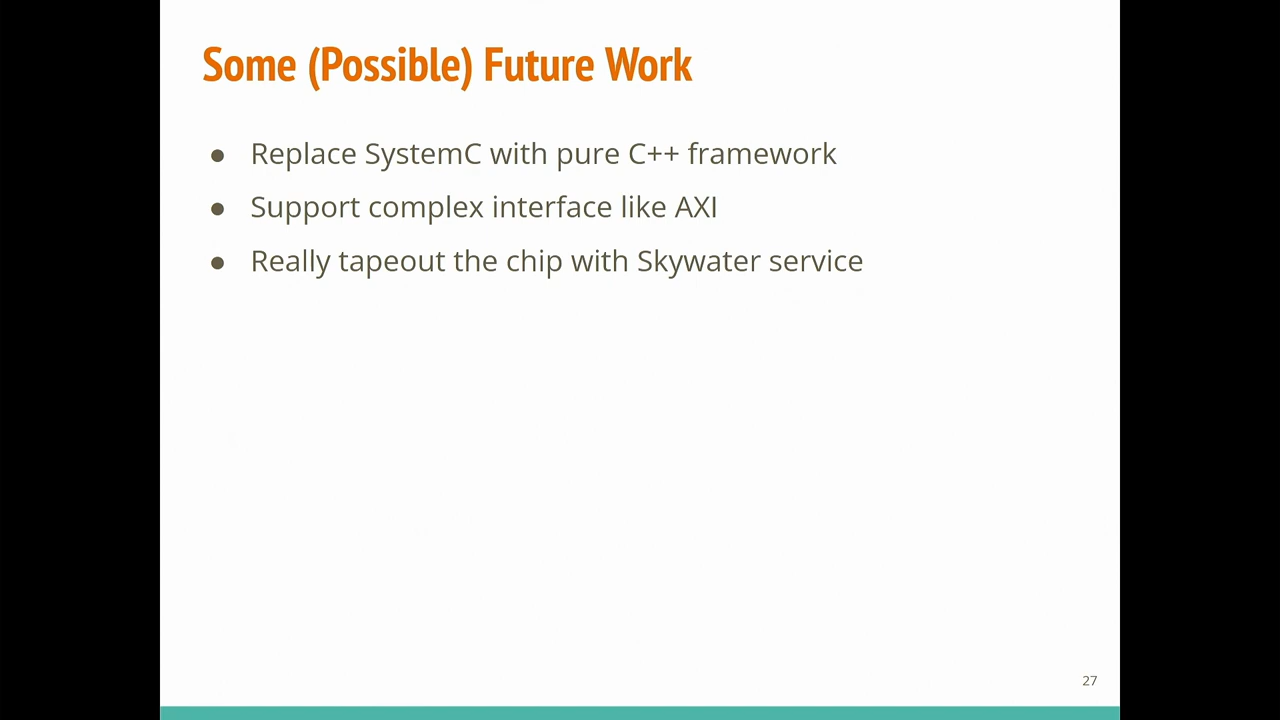 Some (Possible) Future Work
● Replace SystemC with pure C++ framework
● Support complex interface like AXI
● Really tapeout the chip with Skywater service
27